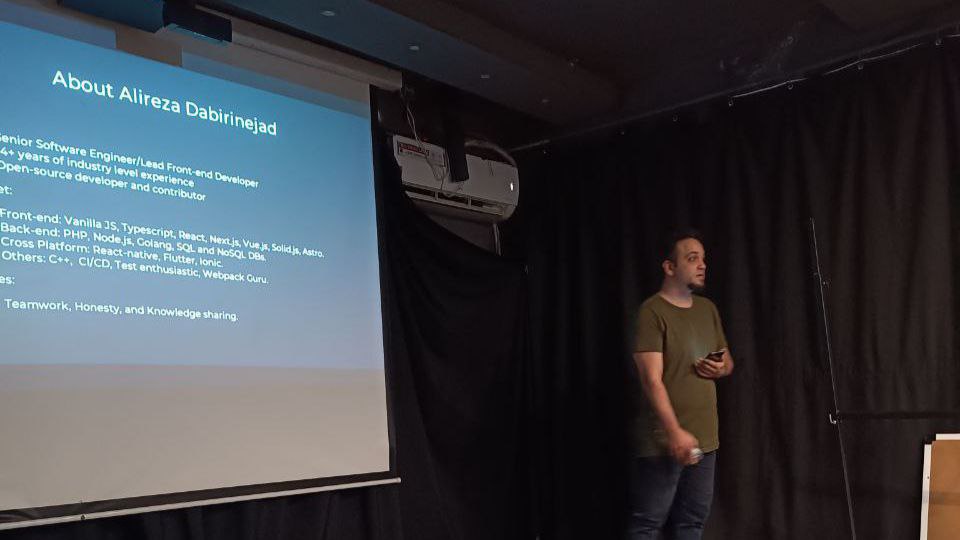 About Alireza Dabirinejad
Senior Software Engineer/Lead Front-end Developer
4+ years of industry level experience
Open-source developer and contributor
et:
Front-end: Vanilla JS, Typescript, React, Next.js, Vue.js, Solid.js, Astro.
Back-end; PHP, Node.js, Golang, SQL and NoSQL DBs.
Cross Platform: React-native, Flutter, Ionic.
Others: C++, CI/CD, Test enthusiastic, Webpack Guru.
es:
Teamwork, Honesty, and Knowledge sharing.